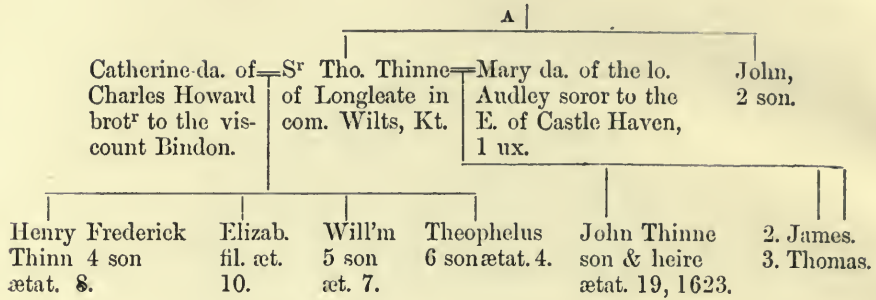 A
Catherine da. of=Sʳ Tho. Thinne=Mary da. of the lo. John,
Charles Howard of Longleate in Audley soror to the 2 son.
brotʳ to the vis- com. Wilts, Kt. E. of Castle Haven,
count Bindon. 1 ux.
Henry Frederick Elizab. Will'm Theophelus John Thinne 2. James.
Thinn 4 son fil. æt. 5 son 6 son ætat. 4. son & heire 3. Thomas.
ætat. 8. 10. æt. 7. ætat. 19, 1623.